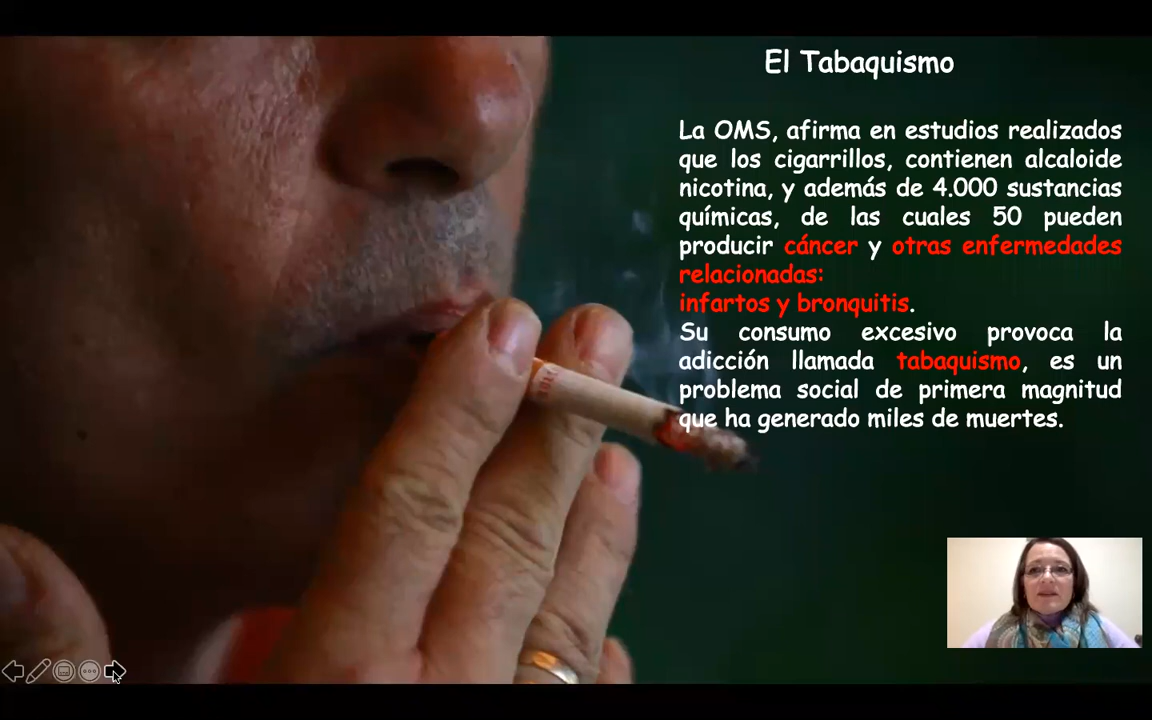 El Tabaquismo
La OMS, afirma en estudios realizados
que los cigarrillos, contienen alcaloide
nicotina, y además de 4.000 sustancias
químicas, de las cuales 50 pueden
producir cáncer y otras enfermedades
relacionadas:
infartos y bronquitis.
Su consumo excesivo provoca la
adicción llamada tabaquismo, es un
problema social de primera magnitud
que ha generado miles de muertes.